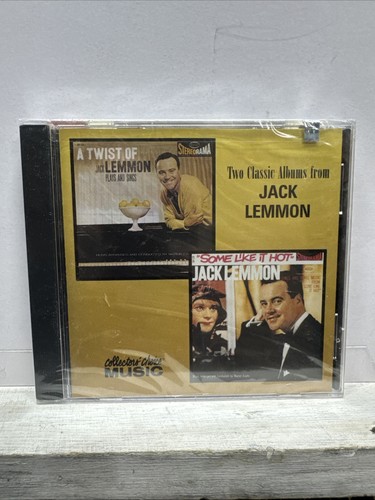 A TWIST OF
LEMMON
PLAYS AND SINGS
STEREORAMA
Two Classic Albums from
JACK
LEMMON
"SOME LIKE IT HOT"
JACK LEMMON
collectors' choice
MUSIC